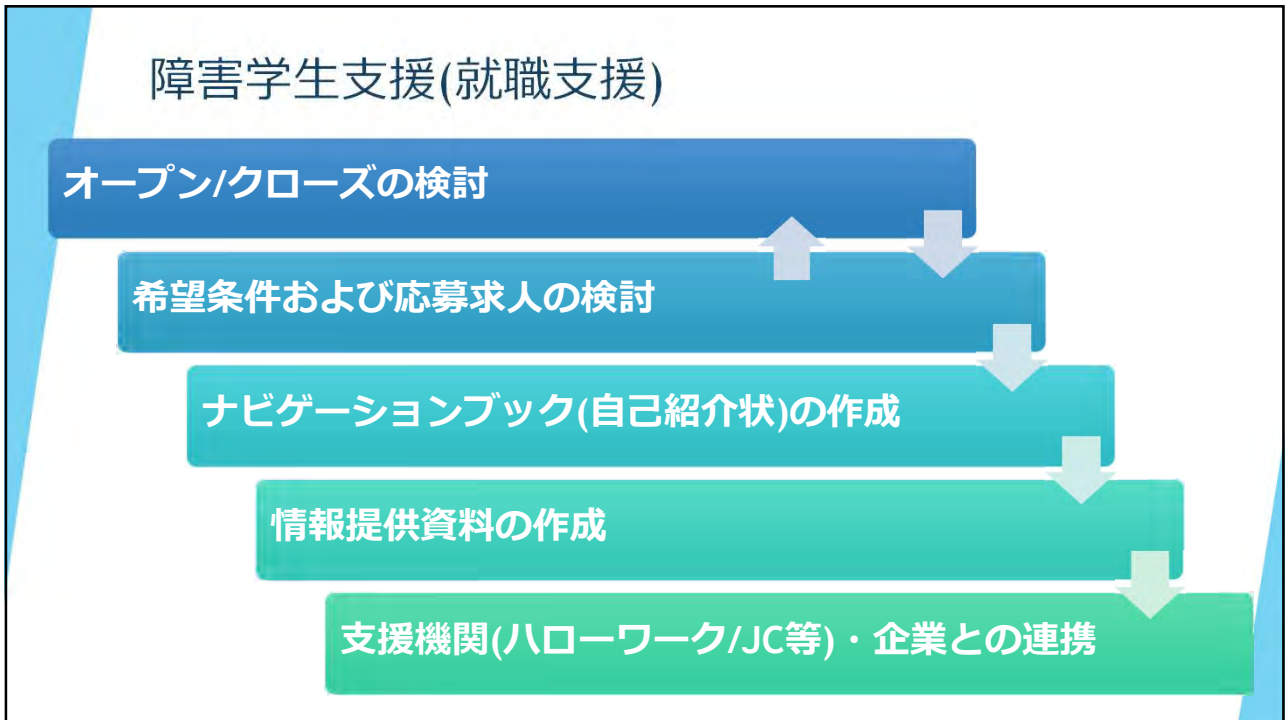 障害学生支援(就職支援)
オープン/クローズの検討
希望条件および応募求人の検討
ナビゲーションブック(自己紹介状)の作成
情報提供資料の作成
支援機関(ハローワーク/JC等)・企業との連携